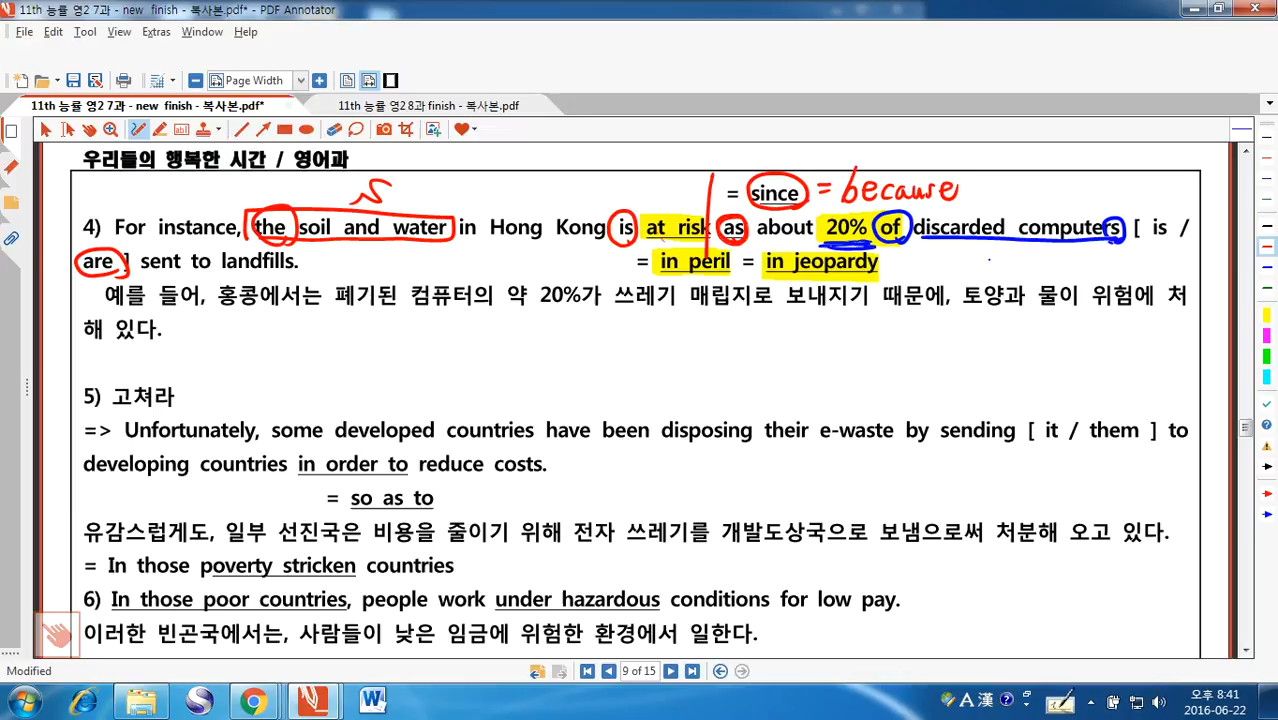 11th 능률 영2 7과 - new finish - 복사본.pdf* - PDF Annotator
File Edit Tool View Extras Window Help
Page Width
11th 능률 영2 7과 - new finish - 복사본.pdf* 11th 능률 영2 8과 finish - 복사본.pdf
우리들의 행복한 시간 / 영어과
S
= since = because
4) For instance, the soil and water in Hong Kong is at risk as about 20% of discarded computers [ is /
are ] sent to landfills. = in peril = in jeopardy
예를 들어, 홍콩에서는 폐기된 컴퓨터의 약 20%가 쓰레기 매립지로 보내지기 때문에, 토양과 물이 위험에 처
해 있다.
5) 고쳐라
=> Unfortunately, some developed countries have been disposing their e-waste by sending [ it / them ] to
developing countries in order to reduce costs.
= so as to
유감스럽게도, 일부 선진국은 비용을 줄이기 위해 전자 쓰레기를 개발도상국으로 보냄으로써 처분해 오고 있다.
= In those poverty stricken countries
6) In those poor countries, people work under hazardous conditions for low pay.
이러한 빈곤국에서는, 사람들이 낮은 임금에 위험한 환경에서 일한다.
Modified 9 of 15
A 漢 오후 8:41
2016-06-22